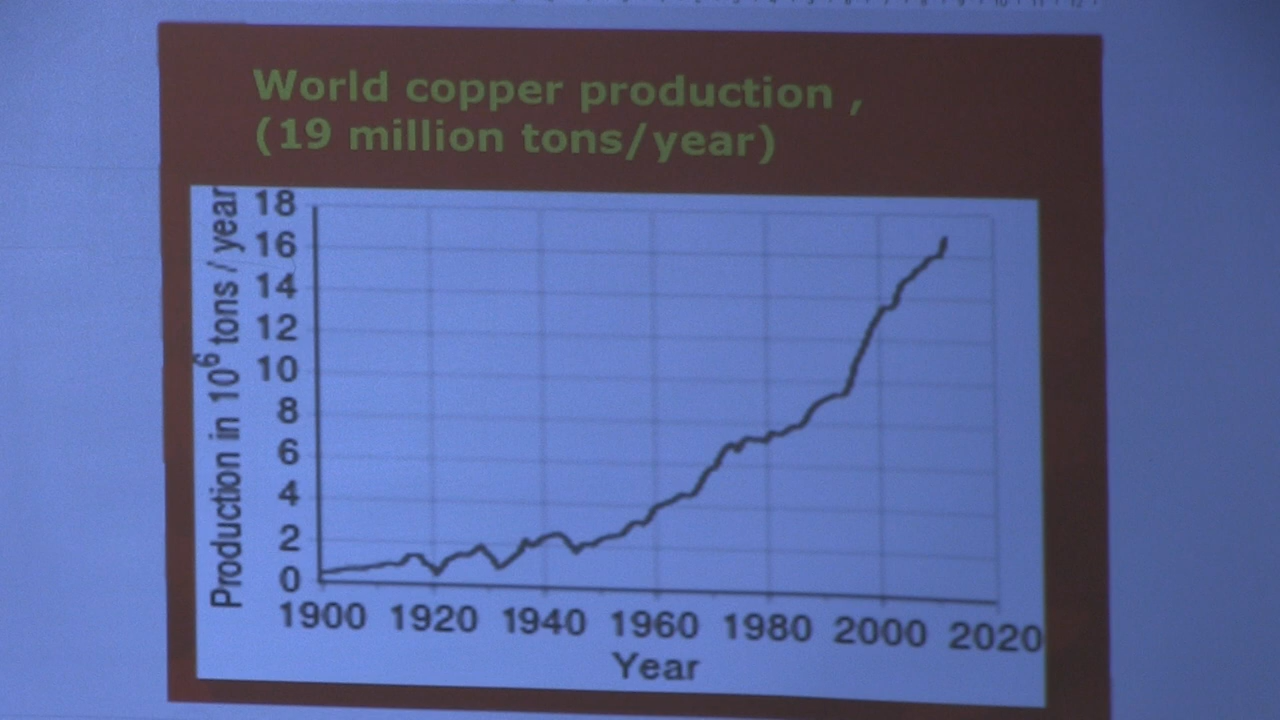 World copper production ,
(19 million tons/year)
Production in 10⁶ tons / year
18
16
14
12
10
8
6
4
2
0
1900 1920 1940 1960 1980 2000 2020
Year